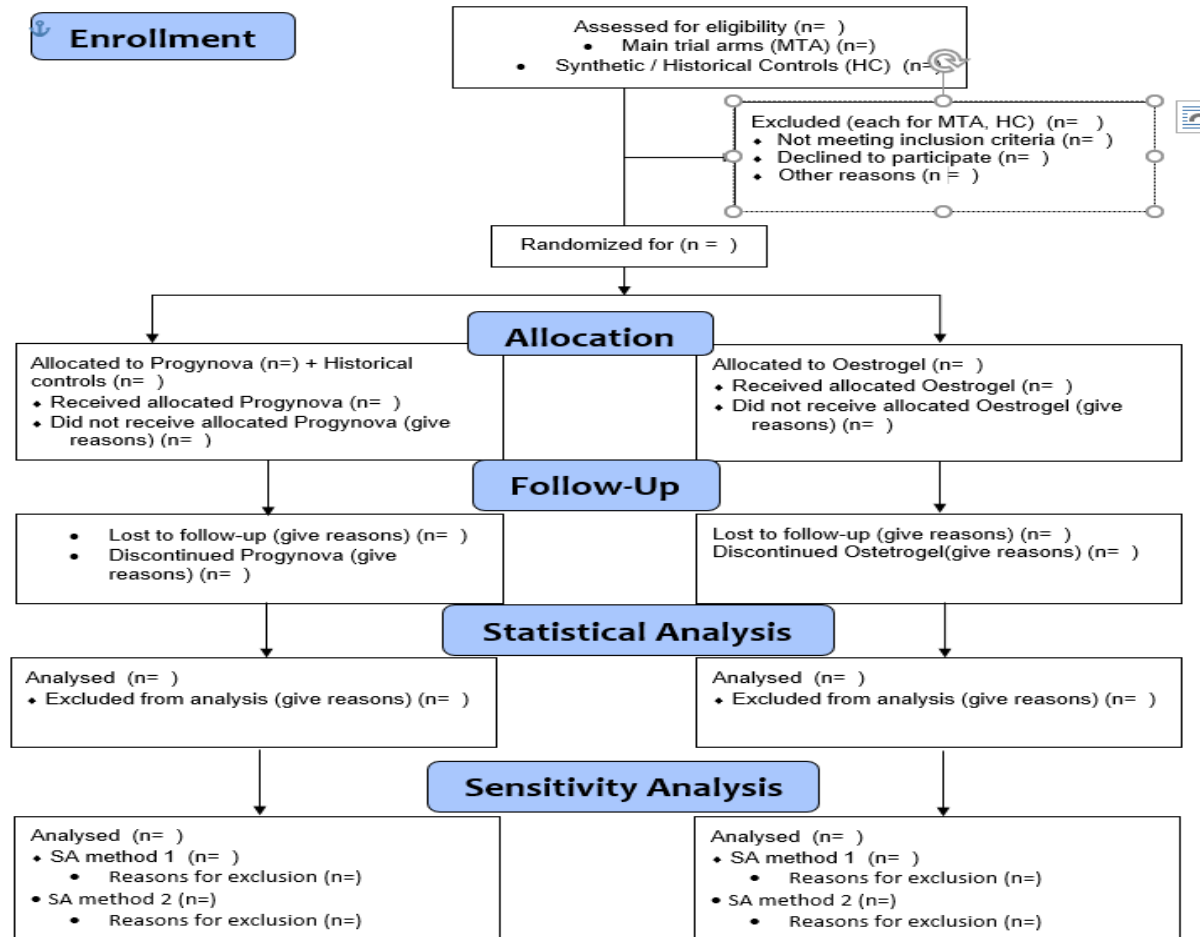 Enrollment
Assessed for eligibility (n= )
• Main trial arms (MTA) (n=)
• Synthetic / Historical Controls (HC) (n=
Excluded (each for MTA, HC) (n= )
◆ Not meeting inclusion criteria (n= )
◆ Declined to participate (n= )
◆ Other reasons (n = )
Randomized for (n = )
Allocation
Allocated to Progynova (n=) + Historical
controls (n= )
◆ Received allocated Progynova (n= )
◆ Did not receive allocated Progynova (give
reasons) (n= )
Allocated to Oestrogel (n= )
◆ Received allocated Oestrogel (n= )
◆ Did not receive allocated Oestrogel (give
reasons) (n= )
Follow-Up
• Lost to follow-up (give reasons) (n= )
• Discontinued Progynova (give
reasons) (n= )
Lost to follow-up (give reasons) (n= )
Discontinued Ostetrogel(give reasons) (n= )
Statistical Analysis
Analysed (n= )
◆ Excluded from analysis (give reasons) (n= )
Analysed (n= )
◆ Excluded from analysis (give reasons) (n= )
Sensitivity Analysis
Analysed (n= )
◆ SA method 1 (n= )
• Reasons for exclusion (n=)
• SA method 2 (n=)
• Reasons for exclusion (n=)
Analysed (n= )
◆ SA method 1 (n= )
• Reasons for exclusion (n=)
• SA method 2 (n=)
• Reasons for exclusion (n=)